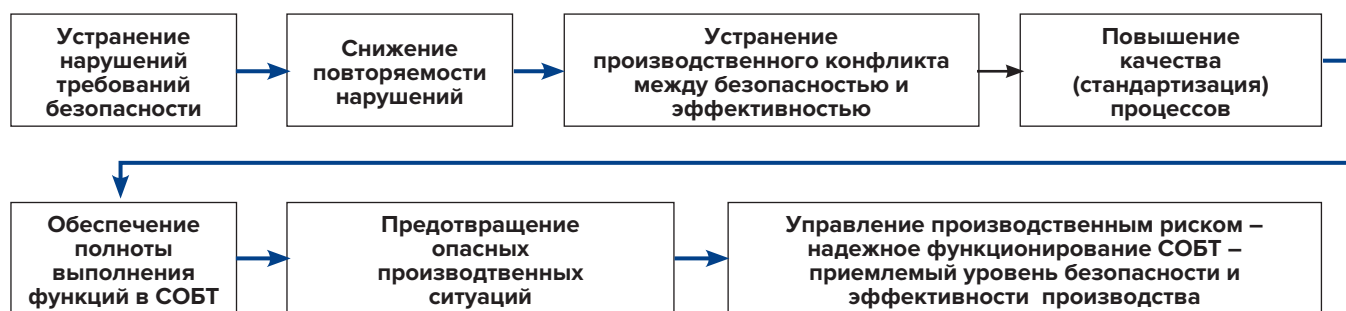 Устранение
нарушений
требований
безопасности
Снижение
повторяемости
нарушений
Устранение
производственного конфликта
между безопасностью и
эффективностью
Повышение
качества
(стандартизация)
процессов
Обеспечение
полноты
выполнения
функций в СОБТ
Предотвращение
опасных
производтвенных
ситуаций
Управление производственным риском –
надежное функционирование СОБТ –
приемлемый уровень безопасности и
эффективности производства